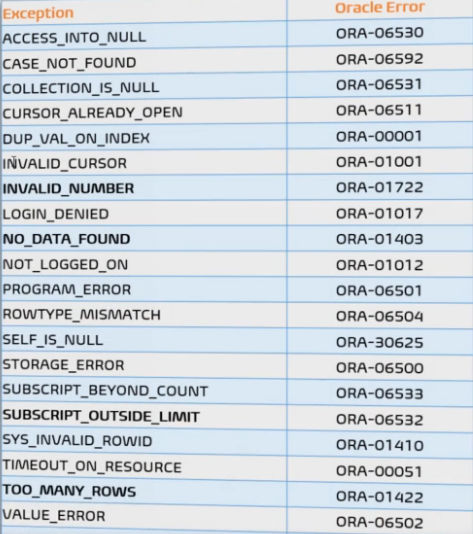 Exception Oracle Error
ACCESS_INTO_NULL ORA-06530
CASE_NOT_FOUND ORA-06592
COLLECTION_IS_NULL ORA-06531
CURSOR_ALREADY_OPEN ORA-06511
DUP_VAL_ON_INDEX ORA-00001
INVALID_CURSOR ORA-01001
INVALID_NUMBER ORA-01722
LOGIN_DENIED ORA-01017
NO_DATA_FOUND ORA-01403
NOT_LOGGED_ON ORA-01012
PROGRAM_ERROR ORA-06501
ROWTYPE_MISMATCH ORA-06504
SELF_IS_NULL ORA-30625
STORAGE_ERROR ORA-06500
SUBSCRIPT_BEYOND_COUNT ORA-06533
SUBSCRIPT_OUTSIDE_LIMIT ORA-06532
SYS_INVALID_ROWID ORA-01410
TIMEOUT_ON_RESOURCE ORA-00051
TOO_MANY_ROWS ORA-01422
VALUE_ERROR ORA-06502